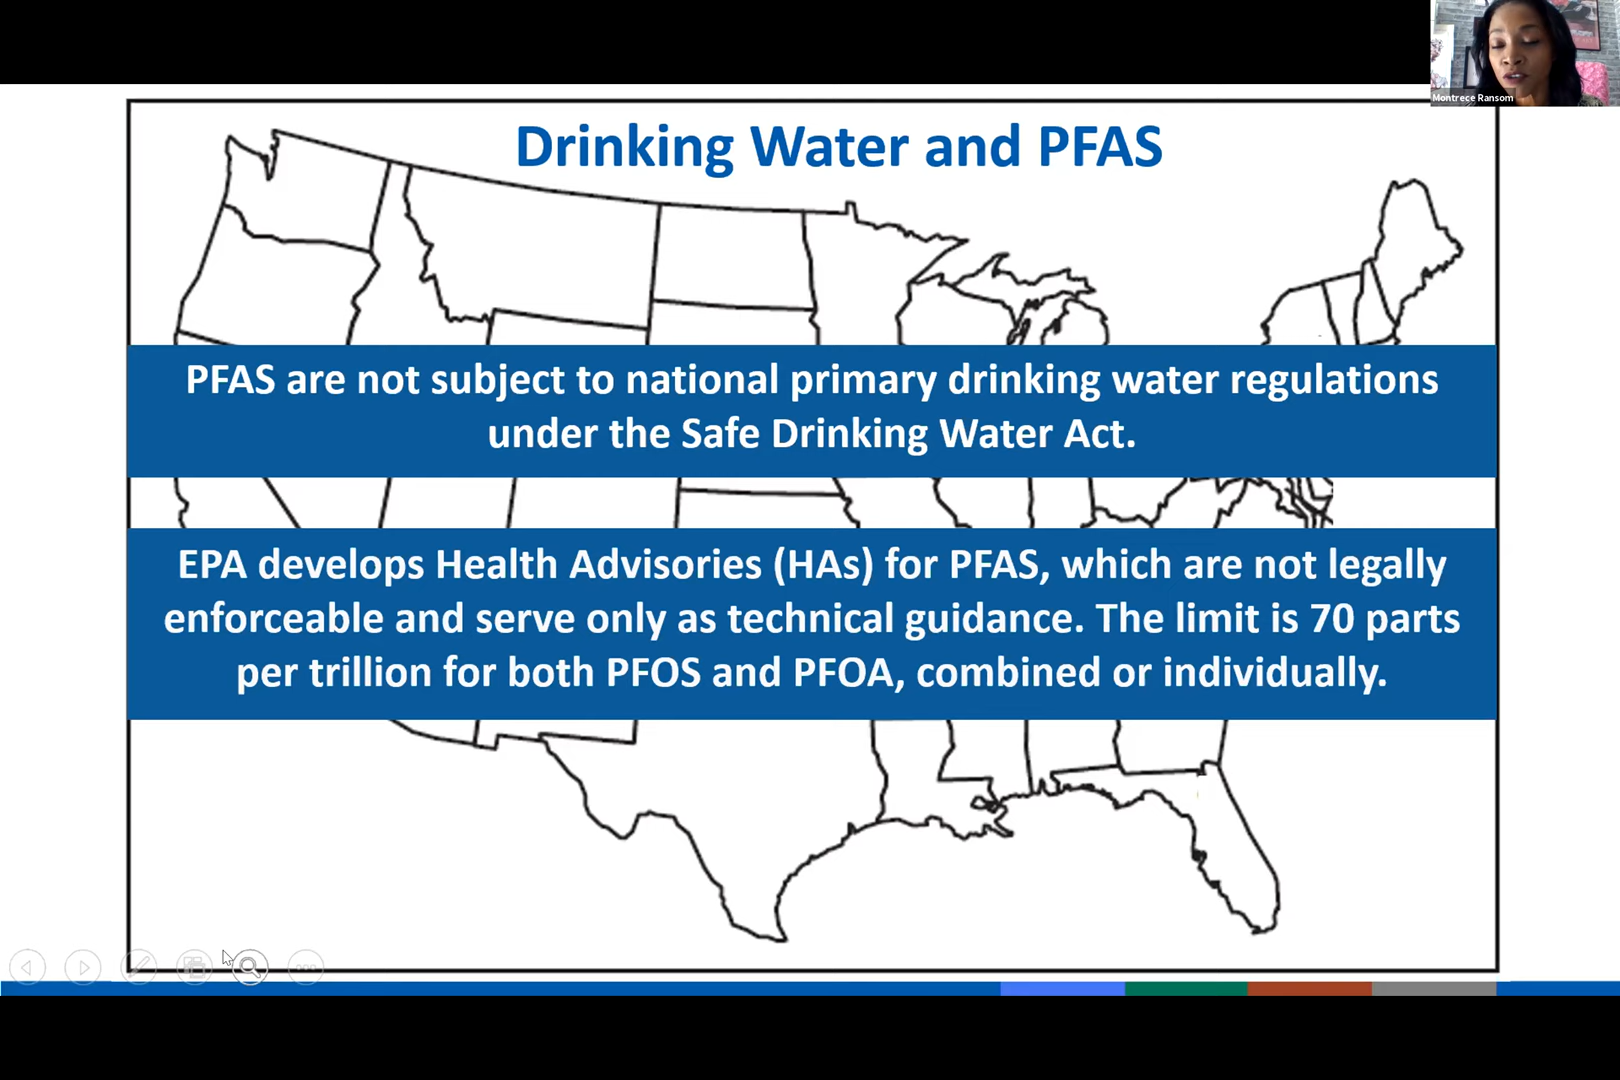 Montrece Ransom
Drinking Water and PFAS
PFAS are not subject to national primary drinking water regulations
under the Safe Drinking Water Act.
EPA develops Health Advisories (HAs) for PFAS, which are not legally
enforceable and serve only as technical guidance. The limit is 70 parts
per trillion for both PFOS and PFOA, combined or individually.